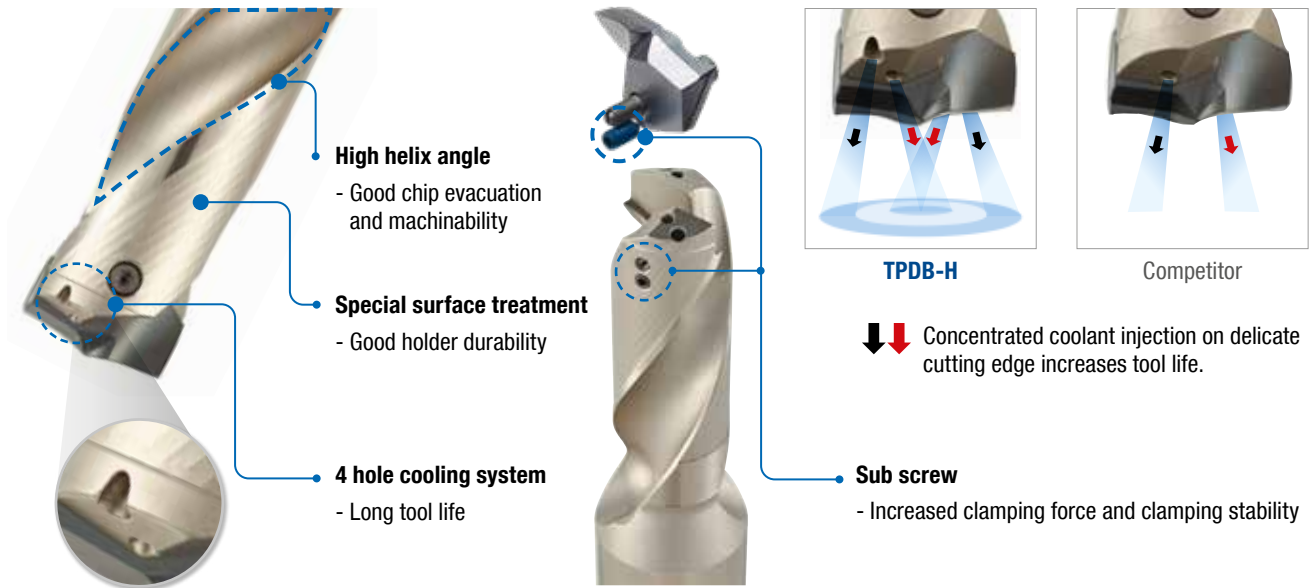 High helix angle
- Good chip evacuation
and machinability
Special surface treatment
- Good holder durability
4 hole cooling system
- Long tool life
TPDB-H
Competitor
Concentrated coolant injection on delicate
cutting edge increases tool life.
Sub screw
- Increased clamping force and clamping stability